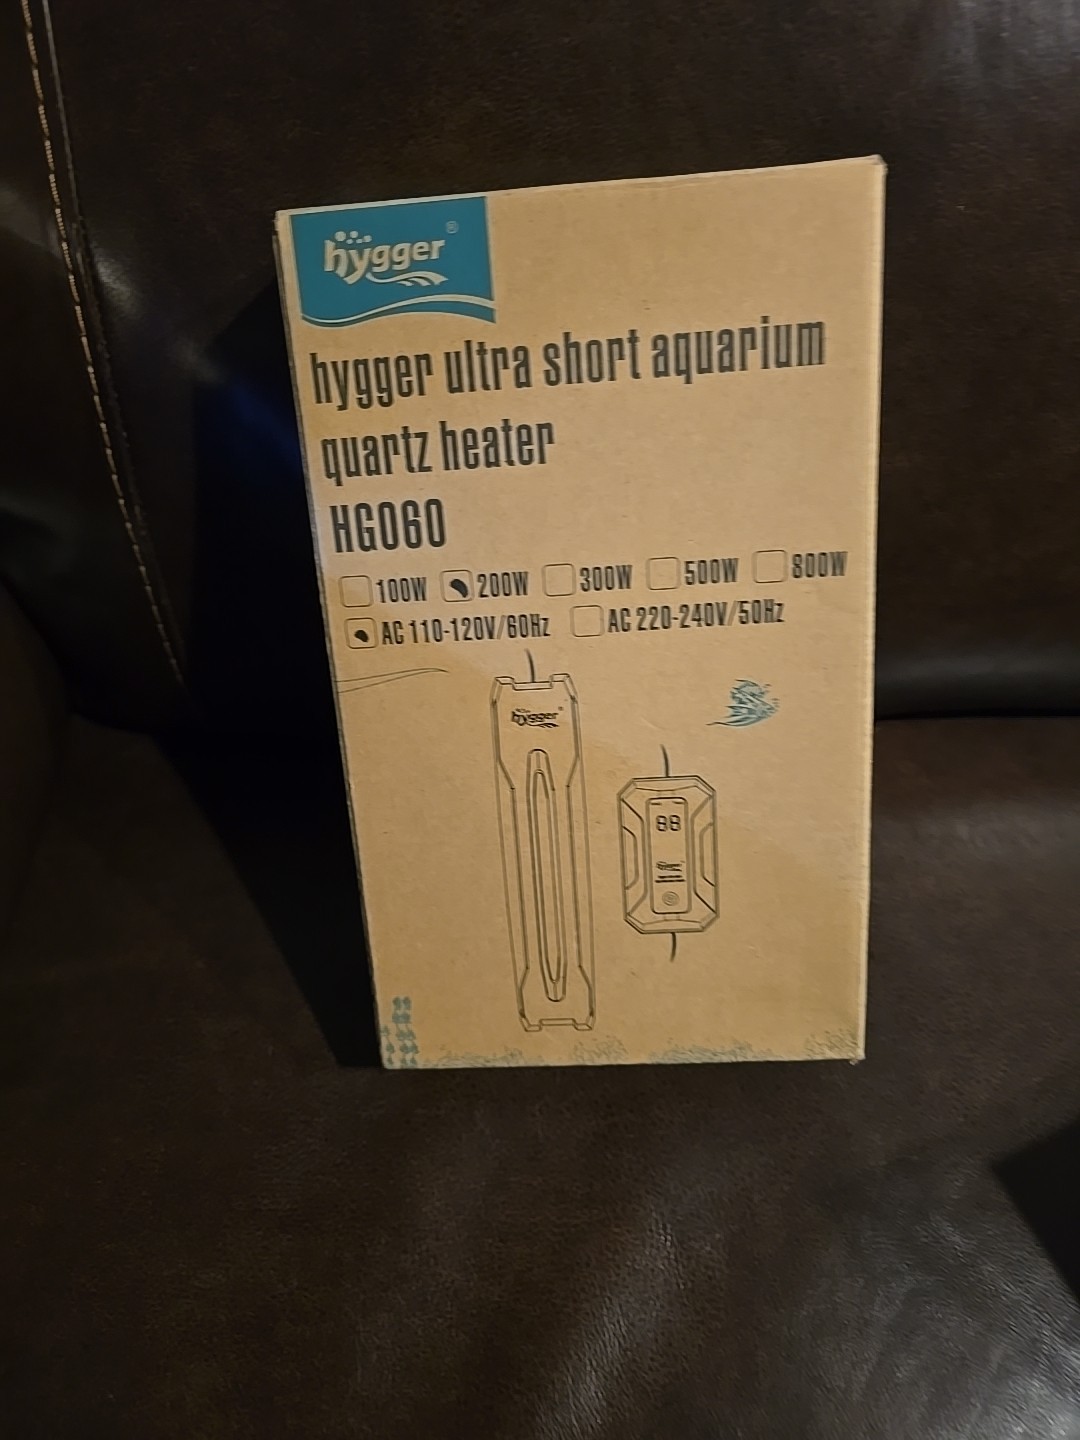 hygger®
hygger ultra short aquarium
quartz heater
HG060
100W 200W 300W 500W 800W
AC 110-120V/60Hz AC 220-240V/50Hz
hygger
88
hygger